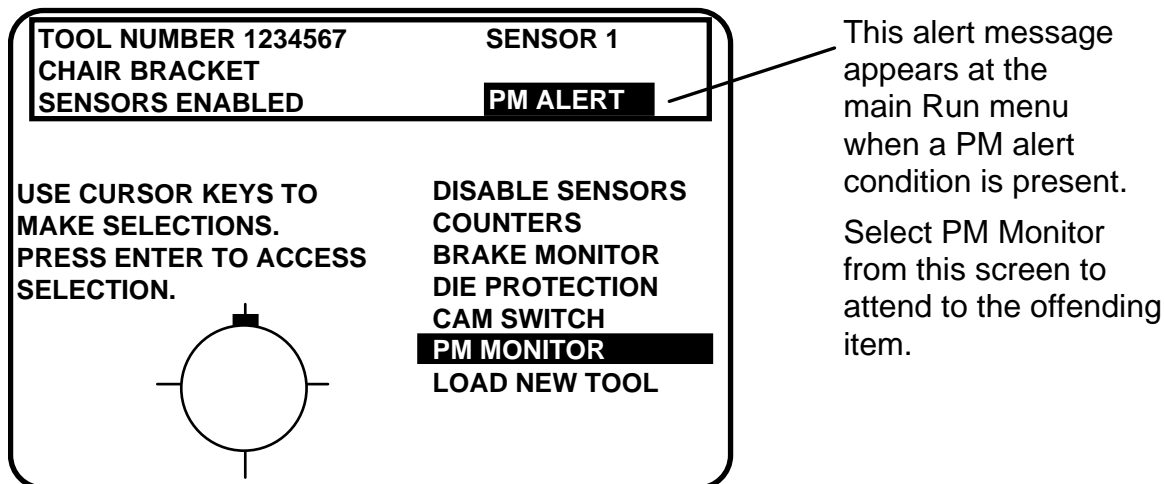 TOOL NUMBER 1234567 SENSOR 1
CHAIR BRACKET
SENSORS ENABLED PM ALERT
USE CURSOR KEYS TO
MAKE SELECTIONS.
PRESS ENTER TO ACCESS
SELECTION.
DISABLE SENSORS
COUNTERS
BRAKE MONITOR
DIE PROTECTION
CAM SWITCH
PM MONITOR
LOAD NEW TOOL
This alert message
appears at the
main Run menu
when a PM alert
condition is present.
Select PM Monitor
from this screen to
attend to the offending
item.